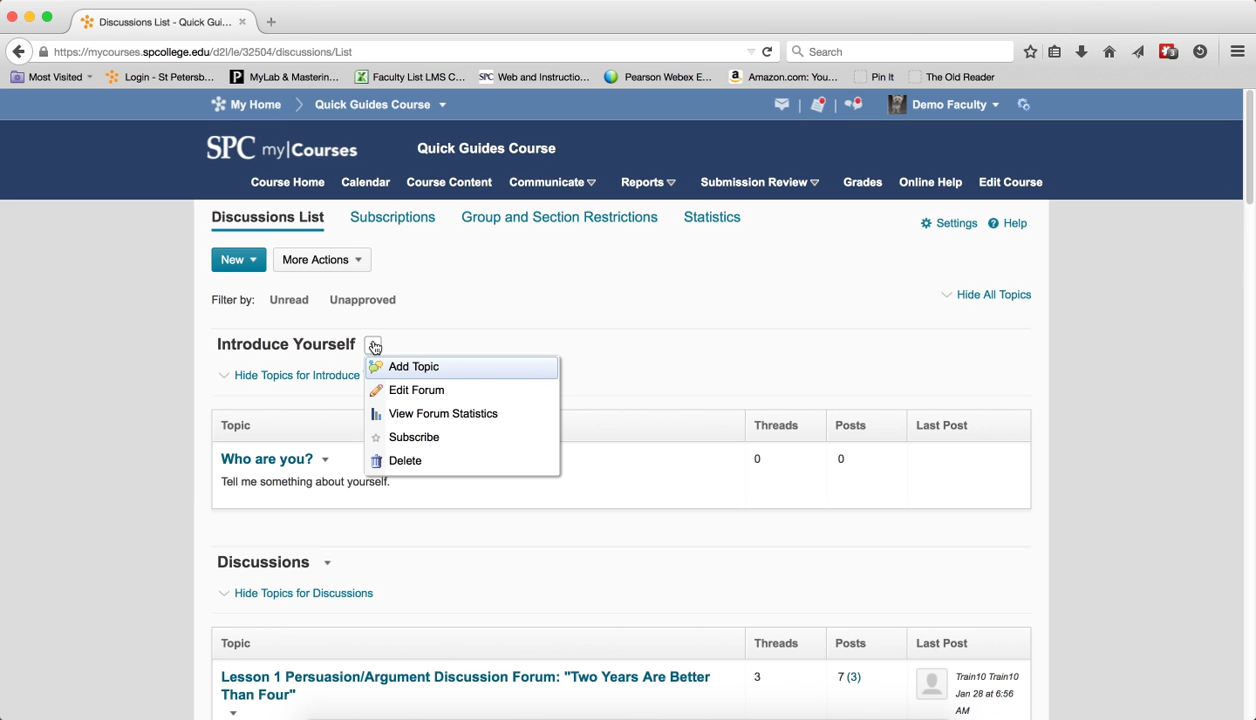 Discussions List - Quick Gui...
https://mycourses.spcollege.edu/d2l/le/32504/discussions/List
Search
3
Most Visited
Login - St Petersb...
MyLab & Masterin...
Faculty List LMS C...
SPC Web and Instructio...
Pearson Webex E...
Amazon.com: You...
Pin It
The Old Reader
My Home
Quick Guides Course
Demo Faculty
SPC my|Courses
Quick Guides Course
Course Home
Calendar
Course Content
Communicate
Reports
Submission Review
Grades
Online Help
Edit Course
Discussions List
Subscriptions
Group and Section Restrictions
Statistics
Settings
Help
New
More Actions
Filter by: Unread Unapproved
Hide All Topics
Introduce Yourself
Add Topic
Hide Topics for Introduce
Edit Forum
View Forum Statistics
Subscribe
Delete
Topic
Threads
Posts
Last Post
Who are you?
0
0
Tell me something about yourself.
Discussions
Hide Topics for Discussions
Topic
Threads
Posts
Last Post
Lesson 1 Persuasion/Argument Discussion Forum: "Two Years Are Better
Than Four"
3
7 (3)
Train10 Train10
Jan 28 at 6:56
AM